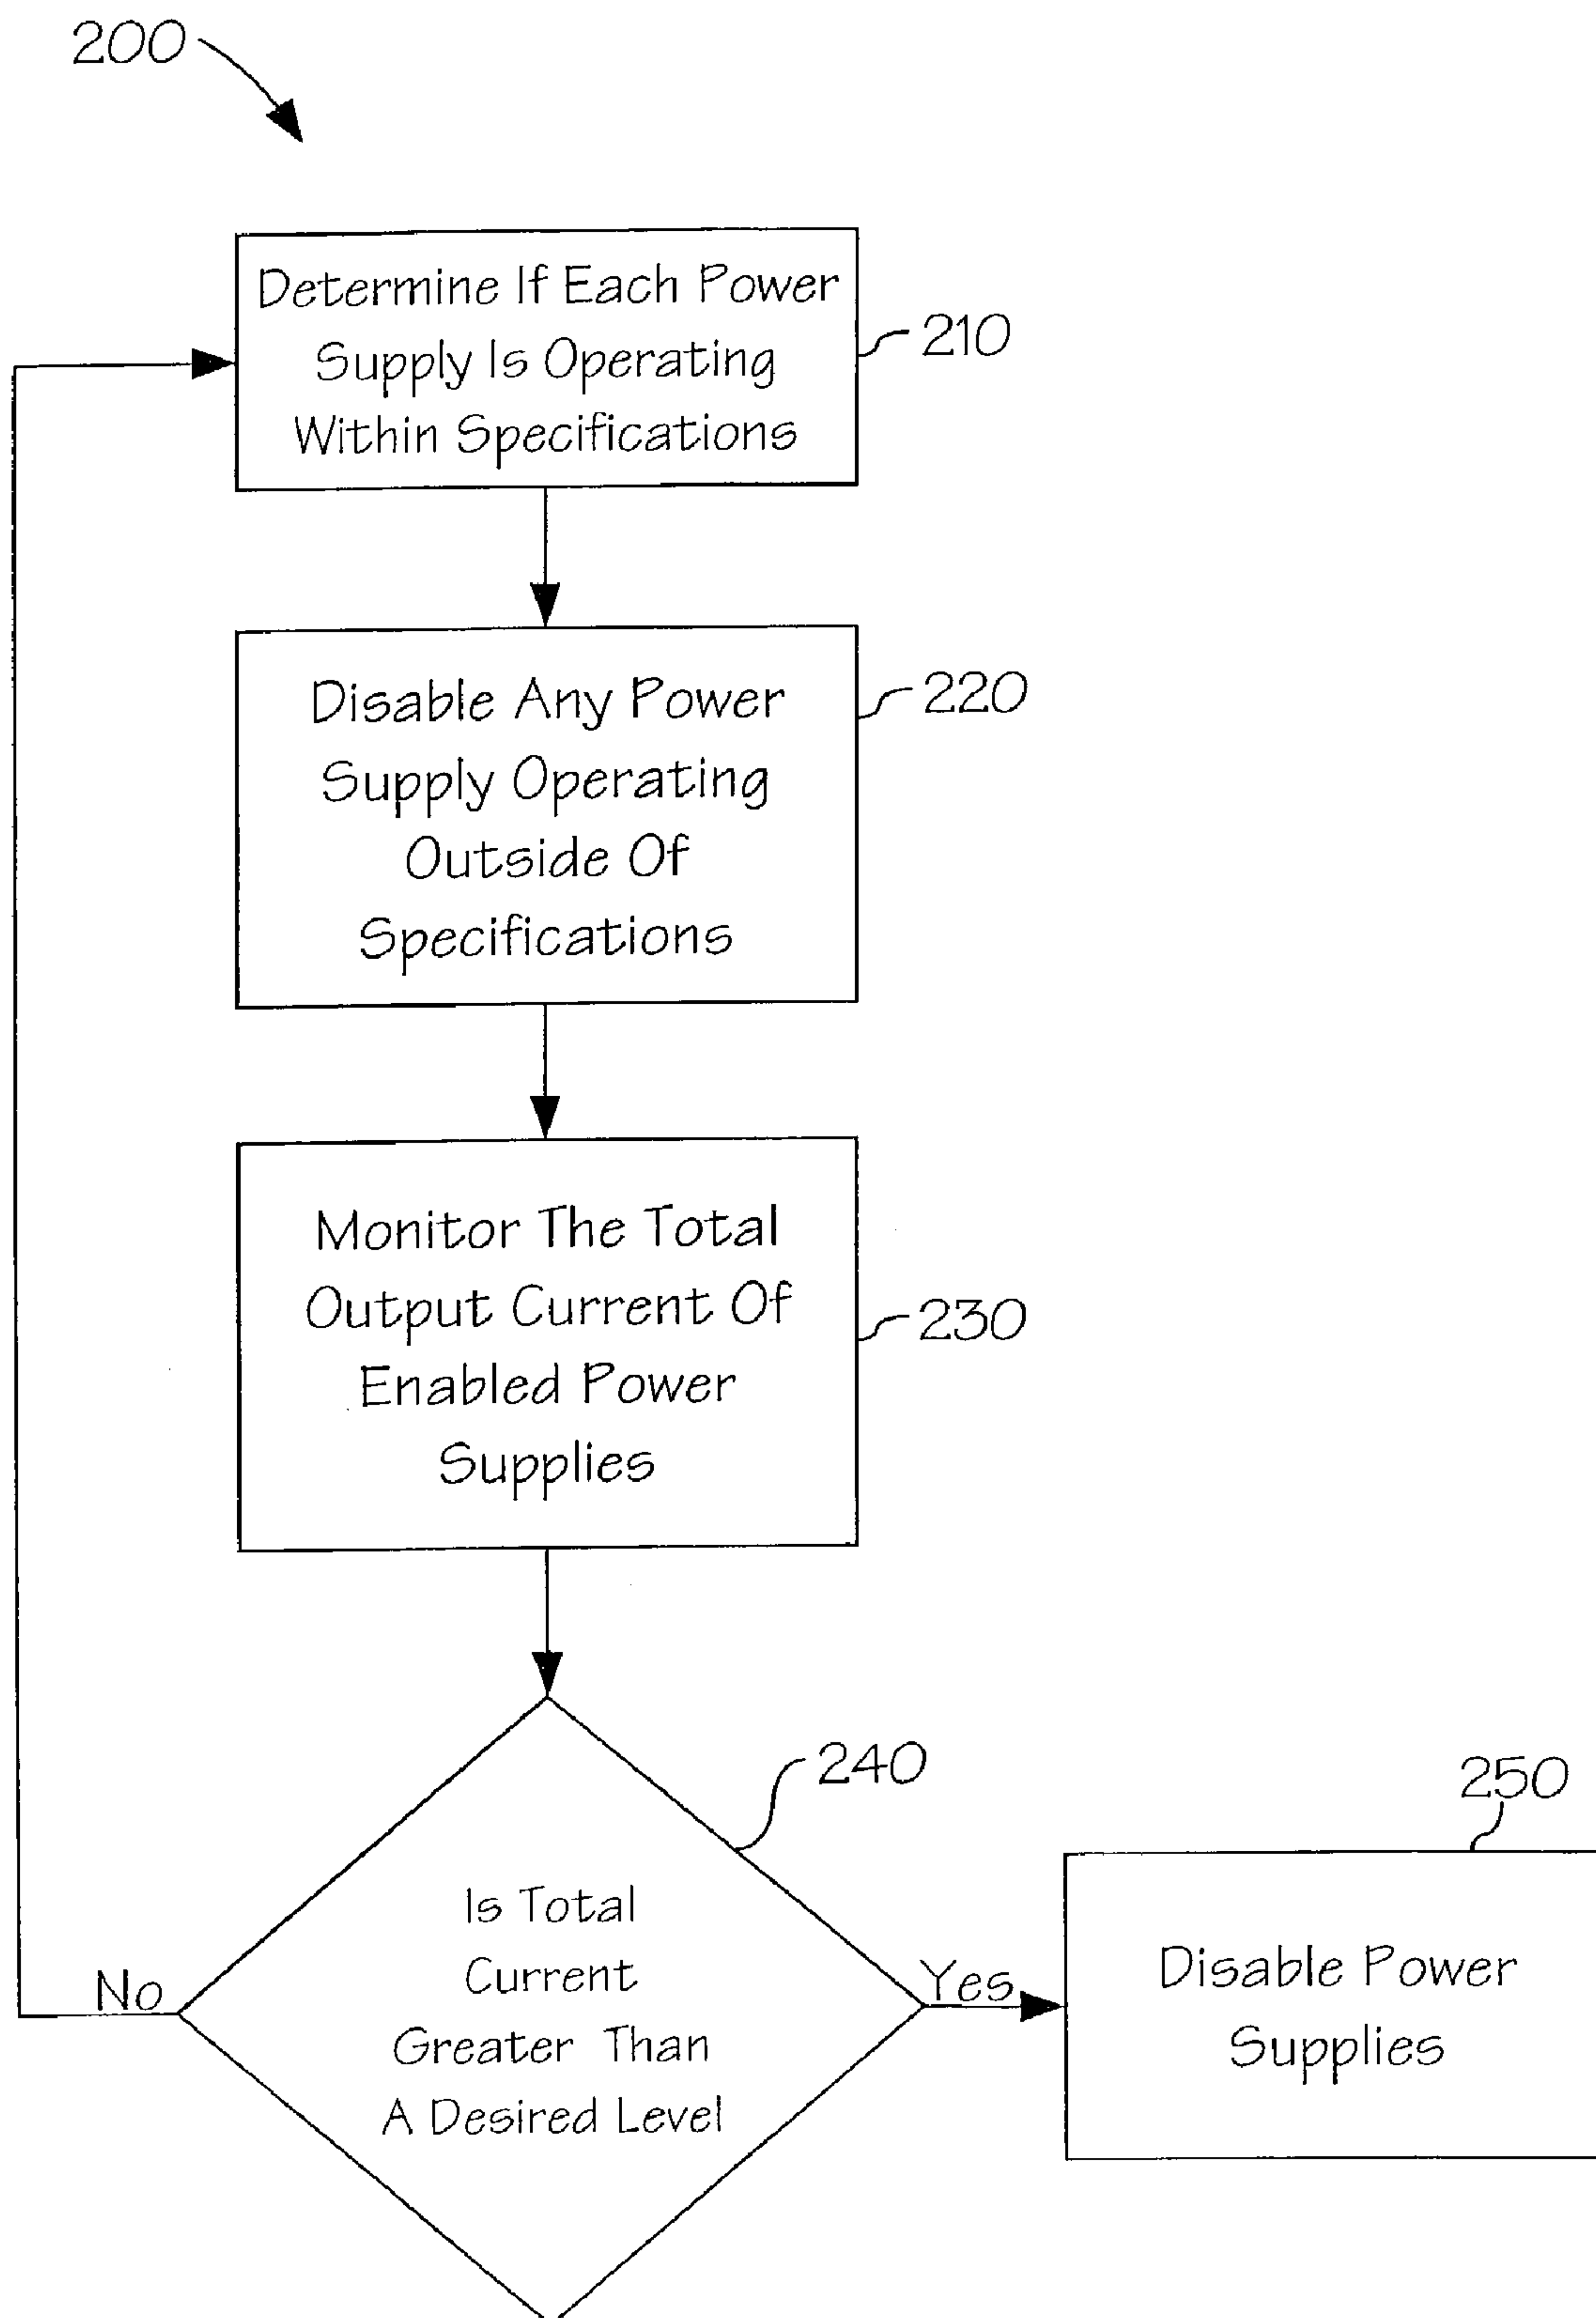 200
Determine If Each Power
Supply Is Operating
Within Specifications
210
Disable Any Power
Supply Operating
Outside Of
Specifications
220
Monitor The Total
Output Current Of
Enabled Power
Supplies
230
240
Is Total
Current
Greater Than
A Desired Level
No
Yes
250
Disable Power
Supplies